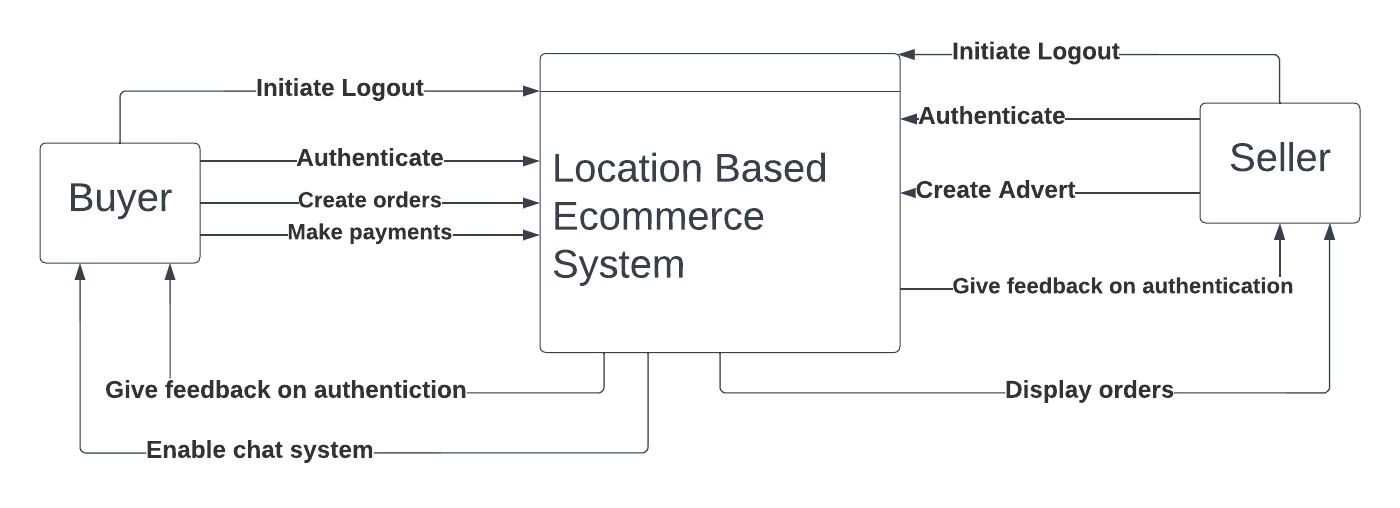 Initiate Logout
Initiate Logout
Authenticate
Authenticate
Location Based
Ecommerce
System
Seller
Buyer
Create orders
Create Advert
Make payments
Give feedback on authentication
Give feedback on authentiction
Display orders
Enable chat system